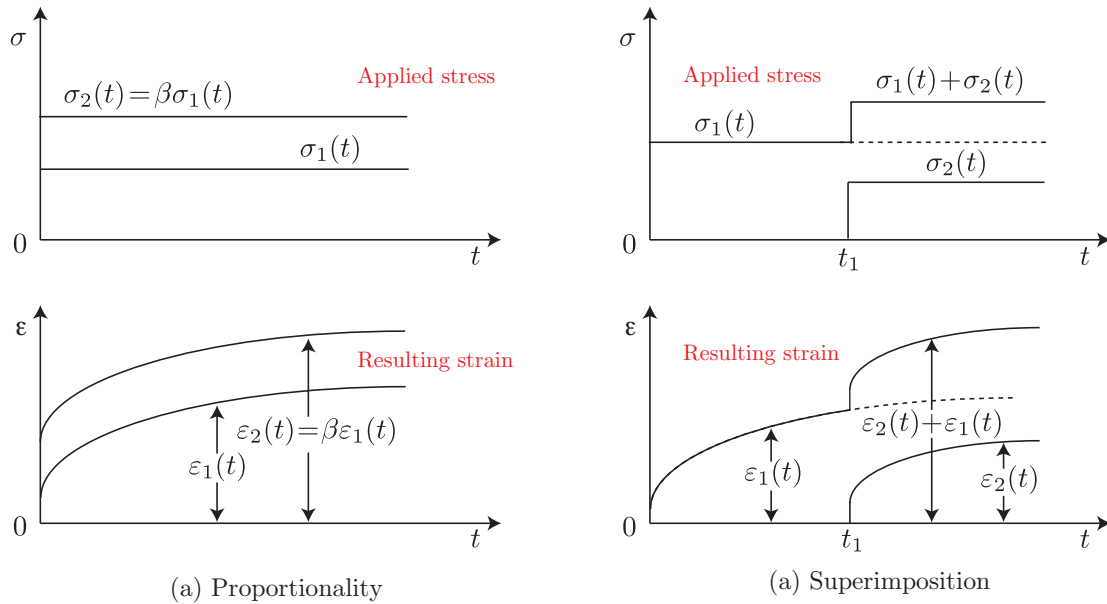 σ
Applied stress
σ₂(t)=βσ₁(t)
σ₁(t)
0
t
ε
Resulting strain
ε₂(t)=βε₁(t)
ε₁(t)
0
t
(a) Proportionality
σ
Applied stress
σ₁(t)+σ₂(t)
σ₁(t)
σ₂(t)
0
t₁
t
ε
Resulting strain
ε₂(t)+ε₁(t)
ε₁(t)
ε₂(t)
0
t₁
t
(a) Superimposition